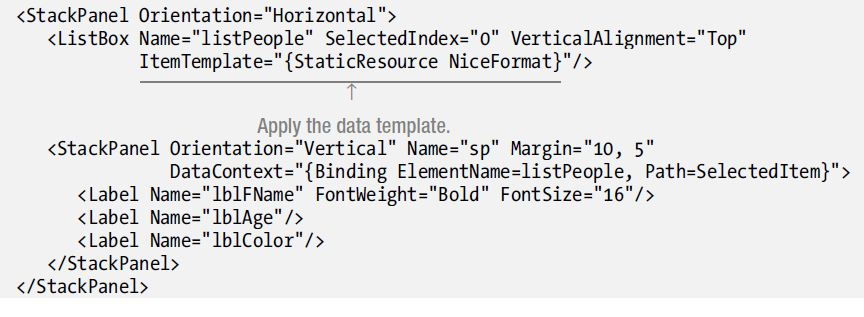 <StackPanel Orientation="Horizontal">
<ListBox Name="listPeople" SelectedIndex="0" VerticalAlignment="Top"
ItemTemplate="{StaticResource NiceFormat}"/>
↑
Apply the data template.
<StackPanel Orientation="Vertical" Name="sp" Margin="10, 5"
DataContext="{Binding ElementName=listPeople, Path=SelectedItem}">
<Label Name="lblFName" FontWeight="Bold" FontSize="16"/>
<Label Name="lblAge"/>
<Label Name="lblColor"/>
</StackPanel>
</StackPanel>